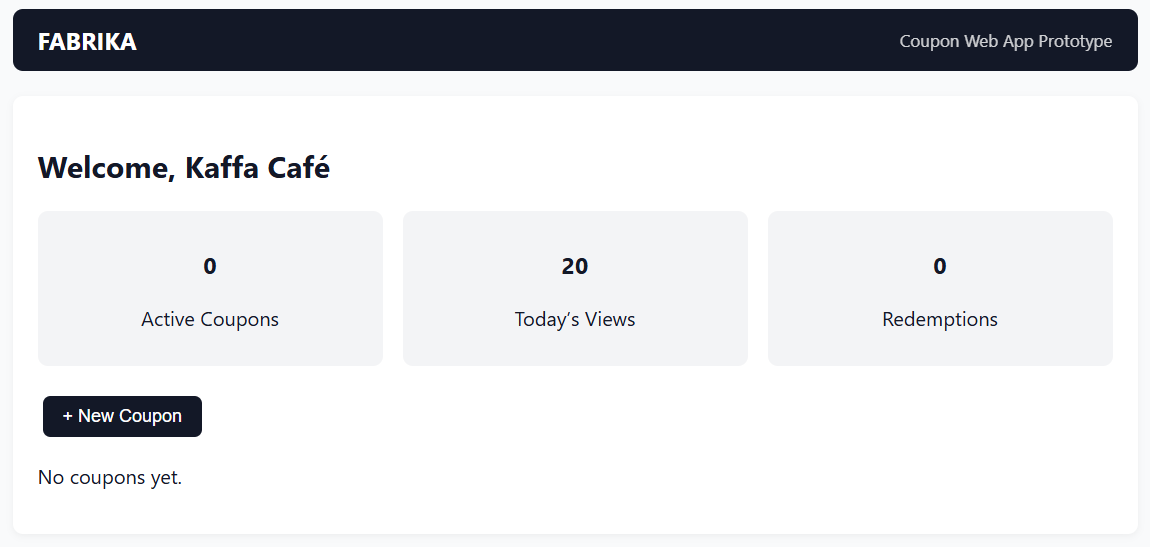 FABRIKA
Coupon Web App Prototype
Welcome, Kaffa Café
0
Active Coupons
20
Today’s Views
0
Redemptions
+ New Coupon
No coupons yet.